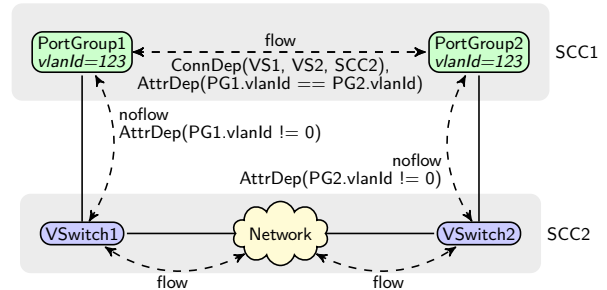 PortGroup1
vlanId=123
flow
ConnDep(VS1, VS2, SCC2),
AttrDep(PG1.vlanId == PG2.vlanId)
PortGroup2
vlanId=123
SCC1
noflow
AttrDep(PG1.vlanId != 0)
noflow
AttrDep(PG2.vlanId != 0)
VSwitch1
Network
VSwitch2
SCC2
flow
flow